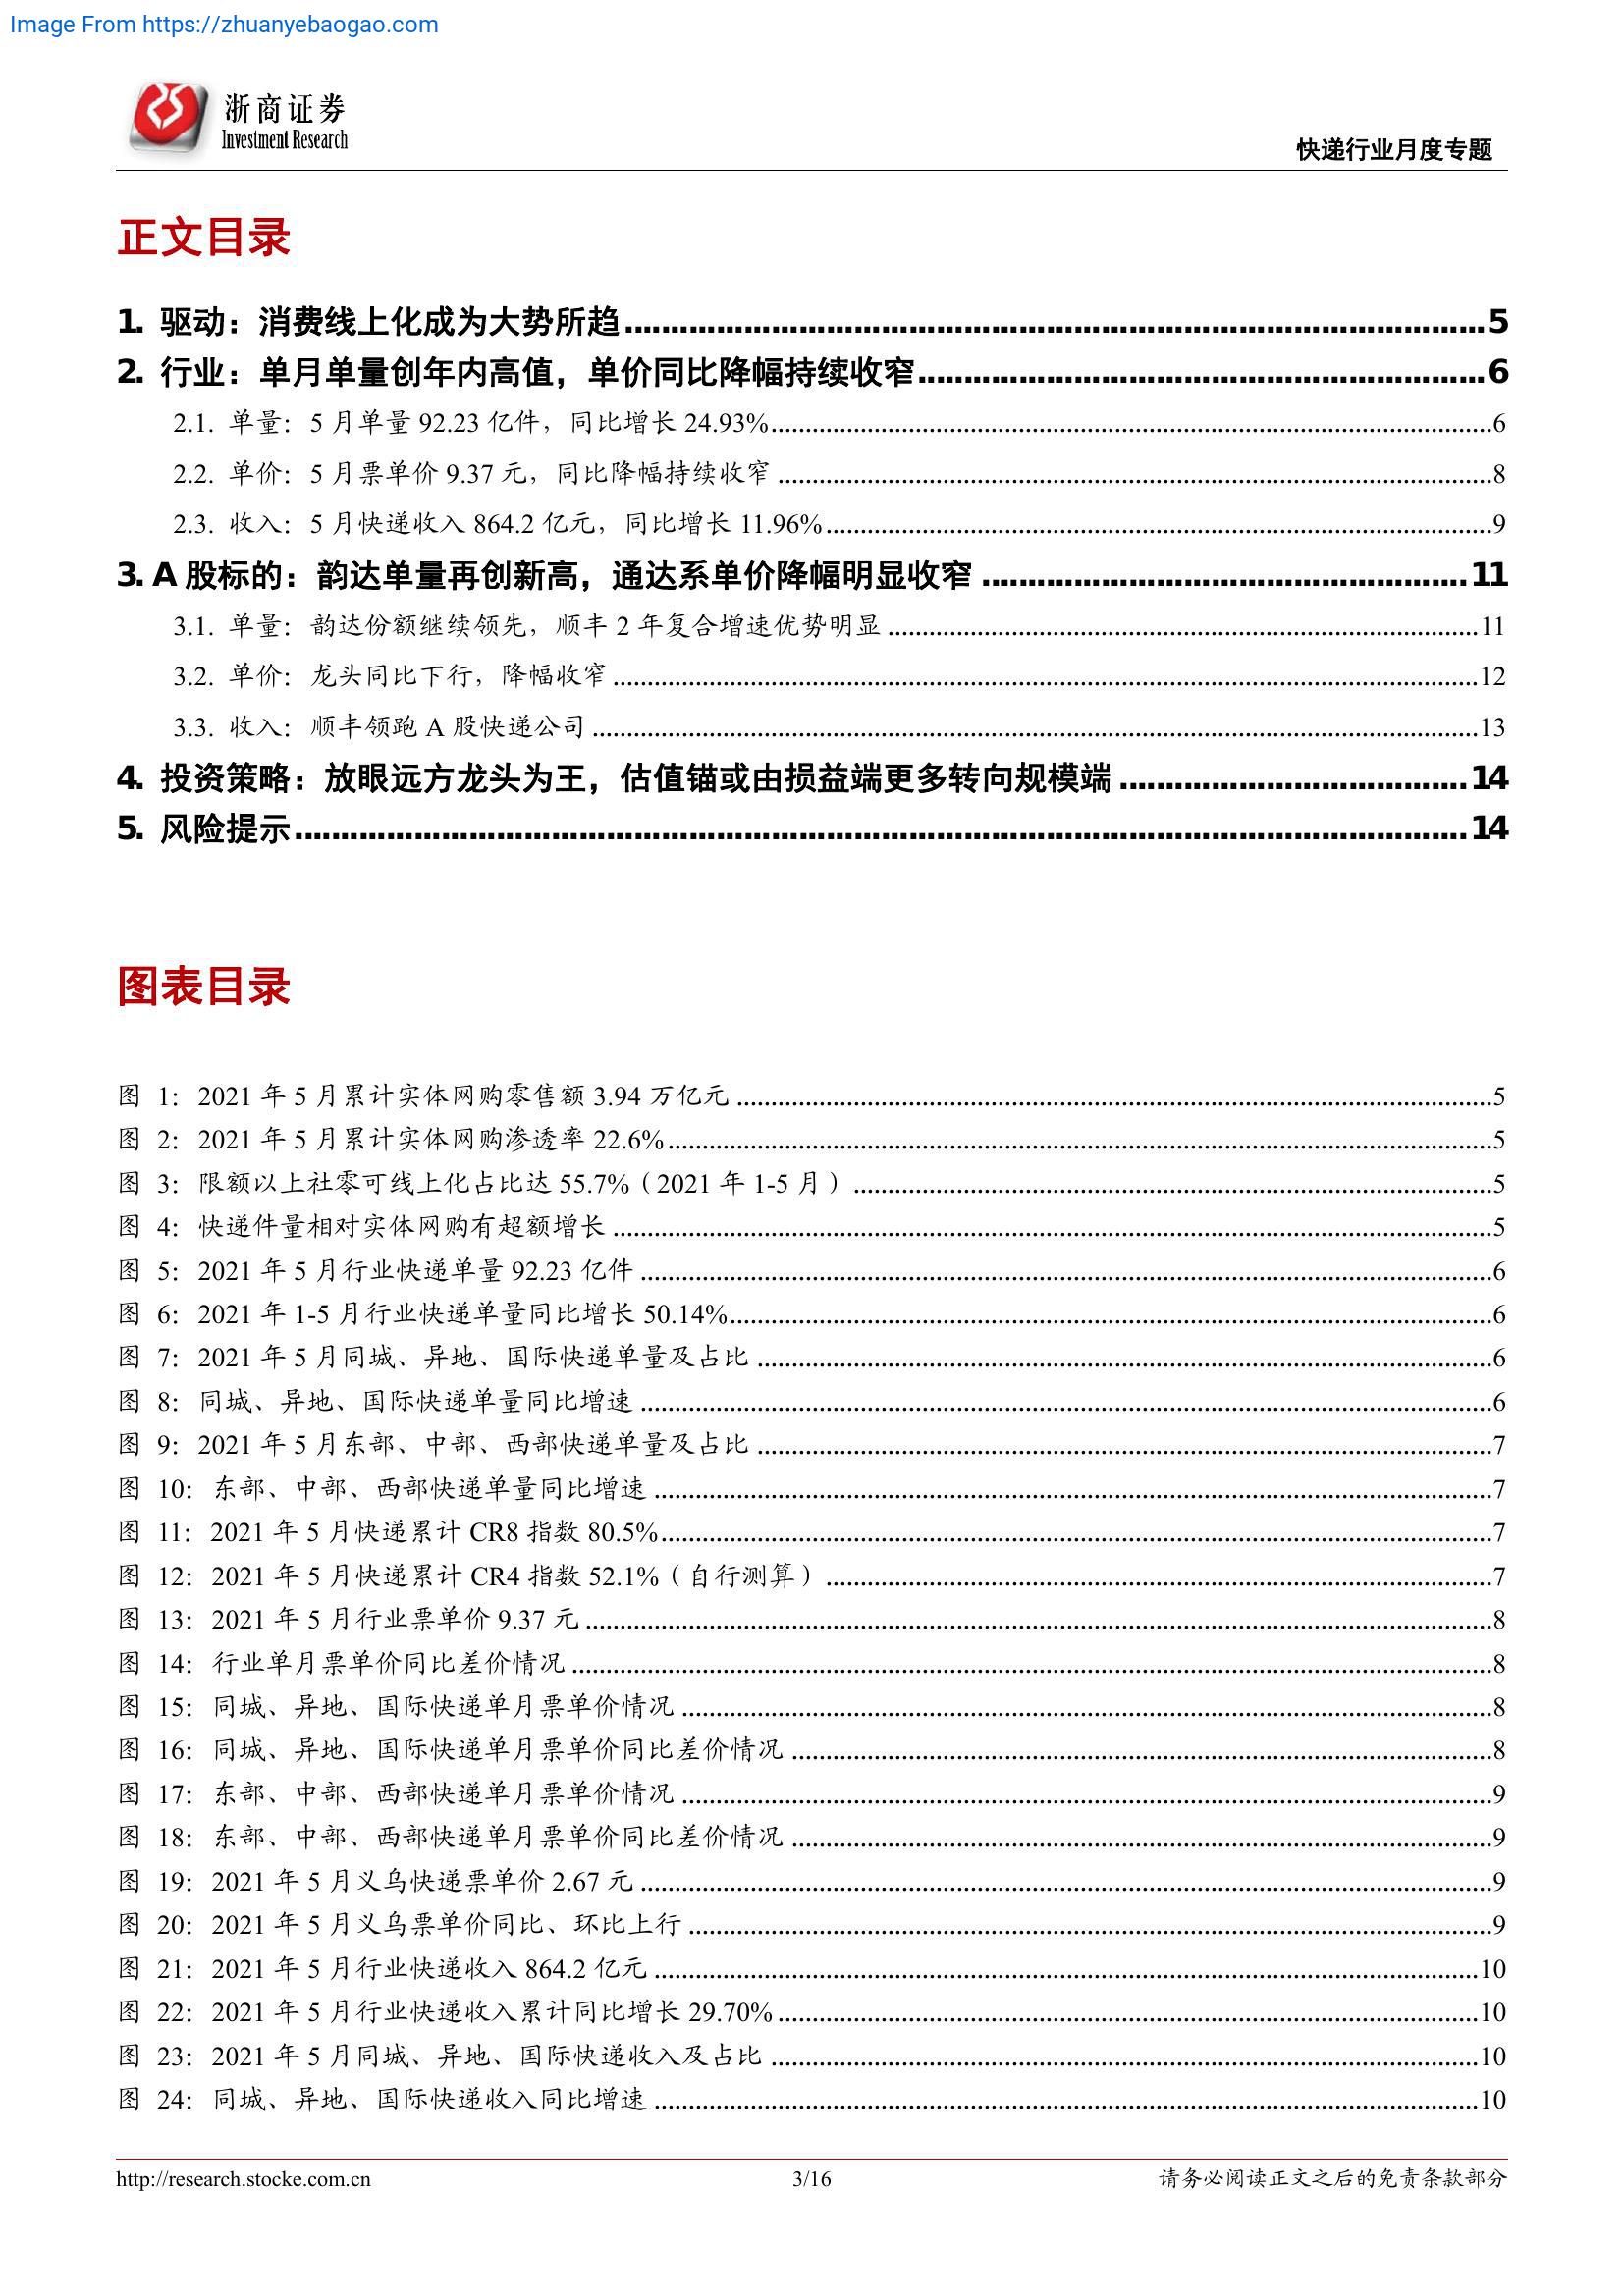 Image From https://zhuanyebaogao.com
浙商证券
Investment Research
快递行业月度专题
正文目录
1. 驱动：消费线上化成为大势所趋........................................5
2. 行业：单月单量创年内高值，单价同比降幅持续收窄........................................6
2.1. 单量：5 月单量 92.23 亿件，同比增长 24.93%........................................6
2.2. 单价：5 月票单价 9.37 元，同比降幅持续收窄........................................8
2.3. 收入：5 月快递收入 864.2 亿元，同比增长 11.96%........................................9
3. A 股标的：韵达单量再创新高，通达系单价降幅明显收窄........................................11
3.1. 单量：韵达份额继续领先，顺丰 2 年复合增速优势明显........................................11
3.2. 单价：龙头同比下行，降幅收窄........................................12
3.3. 收入：顺丰领跑 A 股快递公司........................................13
4. 投资策略：放眼远方龙头为王，估值锚或由损益端更多转向规模端........................................14
5. 风险提示........................................14
图表目录
图 1：2021 年 5 月累计实体网购零售额 3.94 万亿元........................................5
图 2：2021 年 5 月累计实体网购渗透率 22.6%........................................5
图 3：限额以上社零可线上化占比达 55.7%（2021 年 1-5 月）........................................5
图 4：快递件量相对实体网购有超额增长........................................5
图 5：2021 年 5 月行业快递单量 92.23 亿件........................................6
图 6：2021 年 1-5 月行业快递单量同比增长 50.14%........................................6
图 7：2021 年 5 月同城、异地、国际快递单量及占比........................................6
图 8：同城、异地、国际快递单量同比增速........................................6
图 9：2021 年 5 月东部、中部、西部快递单量及占比........................................7
图 10：东部、中部、西部快递单量同比增速........................................7
图 11：2021 年 5 月快递累计 CR8 指数 80.5%........................................7
图 12：2021 年 5 月快递累计 CR4 指数 52.1%（自行测算）........................................7
图 13：2021 年 5 月行业票单价 9.37 元........................................8
图 14：行业单月票单价同比差价情况........................................8
图 15：同城、异地、国际快递单月票单价情况........................................8
图 16：同城、异地、国际快递单月票单价同比差价情况........................................8
图 17：东部、中部、西部快递单月票单价情况........................................9
图 18：东部、中部、西部快递单月票单价同比差价情况........................................9
图 19：2021 年 5 月义乌快递票单价 2.67 元........................................9
图 20：2021 年 5 月义乌票单价同比、环比上行........................................9
图 21：2021 年 5 月行业快递收入 864.2 亿元........................................10
图 22：2021 年 5 月行业快递收入累计同比增长 29.70%........................................10
图 23：2021 年 5 月同城、异地、国际快递收入及占比........................................10
图 24：同城、异地、国际快递收入同比增速........................................10
http://research.stocke.com.cn
3/16
请务必阅读正文之后的免责条款部分